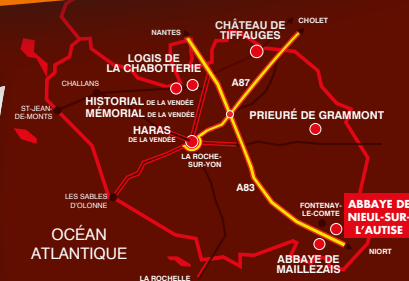 CHÂTEAU DE
TIFFAUGES
CHOLET
NANTES
LOGIS DE
LA CHABOTTERIE
A87
CHALLANS
HISTORIAL DE LA VENDÉE
MÉMORIAL DE LA VENDÉE
ST-JEAN-
DE-MONTS
PRIEURÉ DE GRAMMONT
HARAS
DE LA VENDÉE
LA ROCHE-
SUR-YON
A83
LES SABLES
D'OLONNE
FONTENAY-
LE-COMTE
ABBAYE DE
NIEUL-SUR-
L'AUTISE
OCÉAN
ATLANTIQUE
NIORT
ABBAYE DE
MAILLEZAIS
LA ROCHELLE